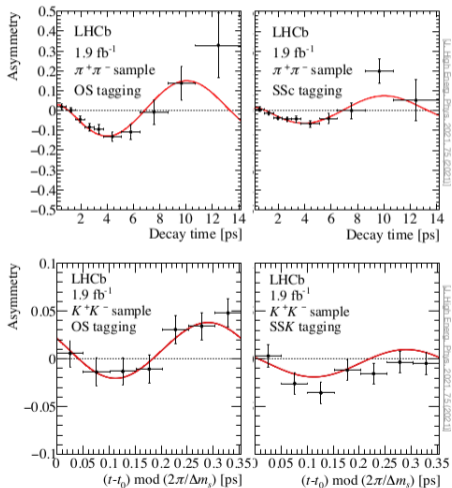 Asymmetry
0.5
0.4
0.3
0.2
0.1
0
-0.1
-0.2
-0.3
-0.4
-0.5
LHCb
1.9 fb⁻¹
π⁺π⁻ sample
OS tagging
2 4 6 8 10 12 14
Decay time [ps]
LHCb
1.9 fb⁻¹
π⁺π⁻ sample
SSc tagging
2 4 6 8 10 12 14
Decay time [ps]
Asymmetry
0.1
0.05
0
-0.05
-0.1
LHCb
1.9 fb⁻¹
K⁺K⁻ sample
OS tagging
0 0.05 0.1 0.15 0.2 0.25 0.3 0.35
(t-t₀) mod (2π/Δmₛ) [ps]
LHCb
1.9 fb⁻¹
K⁺K⁻ sample
SSK tagging
0.05 0.1 0.15 0.2 0.25 0.3 0.35
(t-t₀) mod (2π/Δmₛ) [ps]